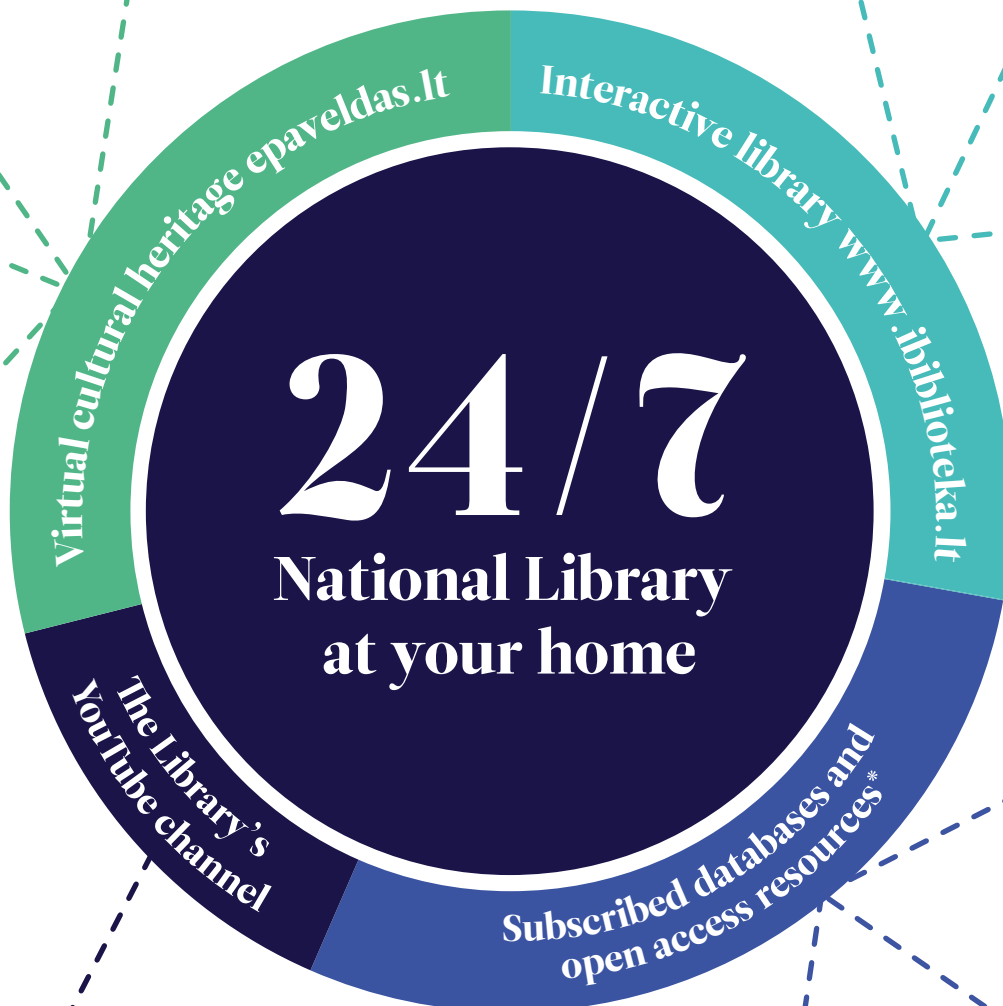 24/7
National Library
at your home
Virtual cultural heritage epaveldas.lt
Interactive library www.ibiblioteka.lt
Subscribed databases and
open access resources*
The Library's
YouTube channel